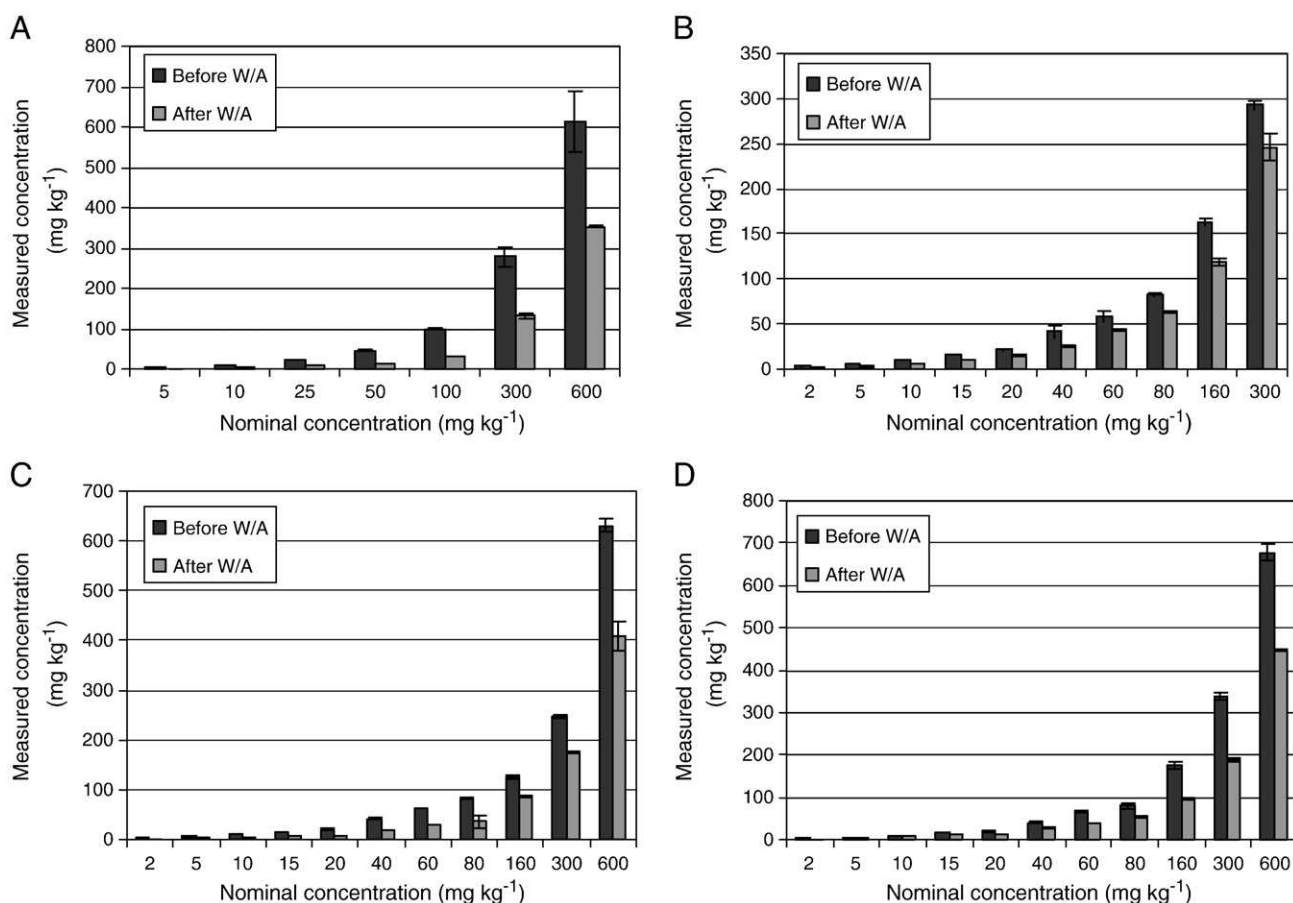 A
800
700
600
500
400
300
200
100
0
Measured concentration
(mg kg⁻¹)
Before W/A
After W/A
5 10 25 50 100 300 600
Nominal concentration (mg kg⁻¹)
B
350
300
250
200
150
100
50
0
Measured concentration
(mg kg⁻¹)
Before W/A
After W/A
2 5 10 15 20 40 60 80 160 300
Nominal concentration (mg kg⁻¹)
C
700
600
500
400
300
200
100
0
Measured concentration
(mg kg⁻¹)
Before W/A
After W/A
2 5 10 15 20 40 60 80 160 300 600
Nominal concentration (mg kg⁻¹)
D
800
700
600
500
400
300
200
100
0
Measured concentration
(mg kg⁻¹)
Before W/A
After W/A
2 5 10 15 20 40 60 80 160 300 600
Nominal concentration (mg kg⁻¹)